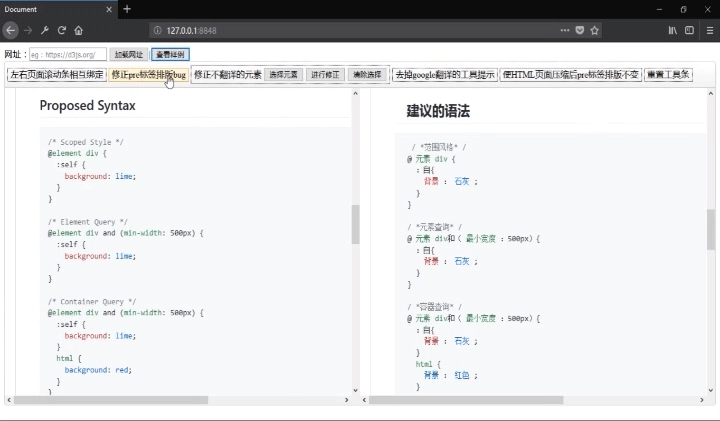 Document
127.0.0.1:8848
网址：
eg : https://d3js.org/
加载网址
查看样例
左右页面滚动条相互绑定
修正pre标签排版bug
修正不翻译的元素
选择元素
进行修正
清除选择
去掉google翻译的工具提示
使HTML页面压缩后pre标签排版不变
重置工具条
Proposed Syntax
/* Scoped Style */
@element div {
:self {
background: lime;
}
}
/* Element Query */
@element div and (min-width: 500px) {
:self {
background: lime;
}
}
/* Container Query */
@element div and (min-width: 500px) {
:self {
background: lime;
}
html {
background: red;
}
}
建议的语法
/ *范围风格* /
@ 元素 div {
：自{
背景 ： 石灰 ;
}
}
/ *元素查询* /
@ 元素 div和（ 最小宽度 ：500px）{
：自{
背景 ： 石灰 ;
}
}
/ *容器查询* /
@ 元素 div和（ 最小宽度 ：500px）{
：自{
背景 ： 石灰 ;
}
html {
背景 ： 红色 ;
}